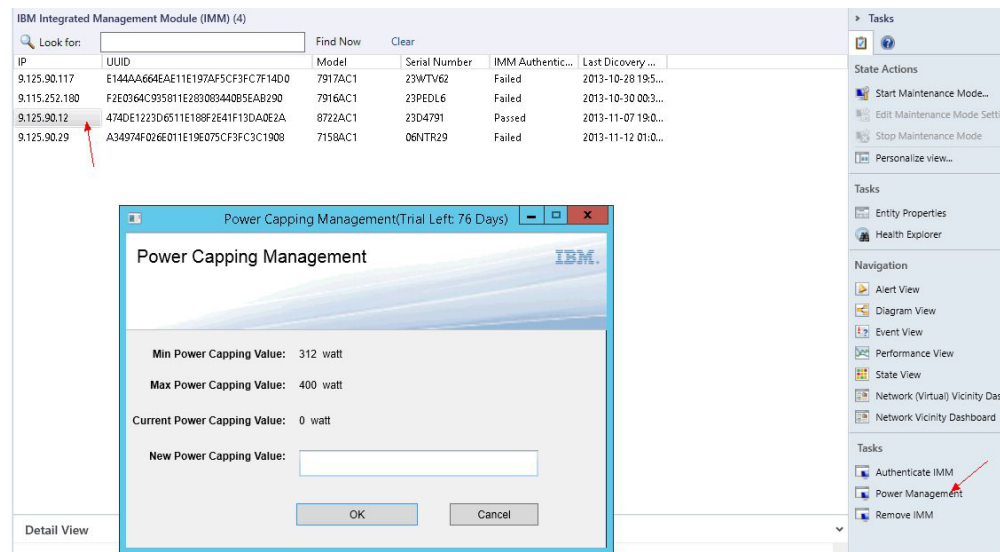 IBM Integrated Management Module (IMM) (4)
Look for: Find Now Clear
IP UUID Model Serial Number IMM Authentic... Last Discovery ...
9.125.90.117 E144AA664EAE11E197AF5CF3FC7F14D0 7917AC1 23WTV62 Failed 2013-10-28 19:5...
9.115.252.180 F2E0364C935811E283083440B5EAB290 7916AC1 23PEDL6 Failed 2013-10-30 00:3...
9.125.90.12 474DE1223D6511E188F2E41F13DA0E2A 8722AC1 23D4791 Passed 2013-11-07 19:0...
9.125.90.29 A34974F026E011E19E075CF3FC3C1908 7158AC1 06NTR29 Failed 2013-11-12 01:0...
Power Capping Management(Trial Left: 76 Days)
Power Capping Management
IBM.
Min Power Capping Value: 312 watt
Max Power Capping Value: 400 watt
Current Power Capping Value: 0 watt
New Power Capping Value:
OK Cancel
Detail View
Tasks
State Actions
Start Maintenance Mode...
Edit Maintenance Mode Setti
Stop Maintenance Mode
Personalize view...
Tasks
Entity Properties
Health Explorer
Navigation
Alert View
Diagram View
Event View
Performance View
State View
Network (Virtual) Vicinity Das
Network Vicinity Dashboard
Tasks
Authenticate IMM
Power Management
Remove IMM